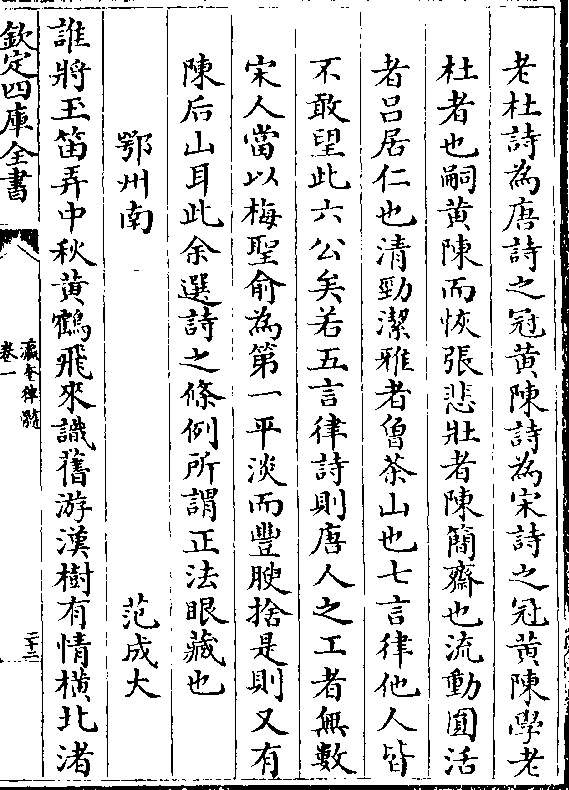 老杜詩為唐詩之冠黄陳詩為宋詩之冠黄陳學老
杜者也嗣黄陳而恢張悲壯者陳簡齋也流動圓活
者吕居仁也清勁潔雅者曾茶山也七言律他人皆
不敢望此六公矣若五言律詩則唐人之工者無數
宋人當以梅聖俞為第一平淡而豐腴捨是則又有
陳后山耳此余選詩之條例所謂正法眼藏也
鄂州南
范成大
誰將玉笛弄中秋黄鶴飛來識舊游漢樹有情横北渚
欽定四庫全書
瀛奎律髓
卷一
二十三